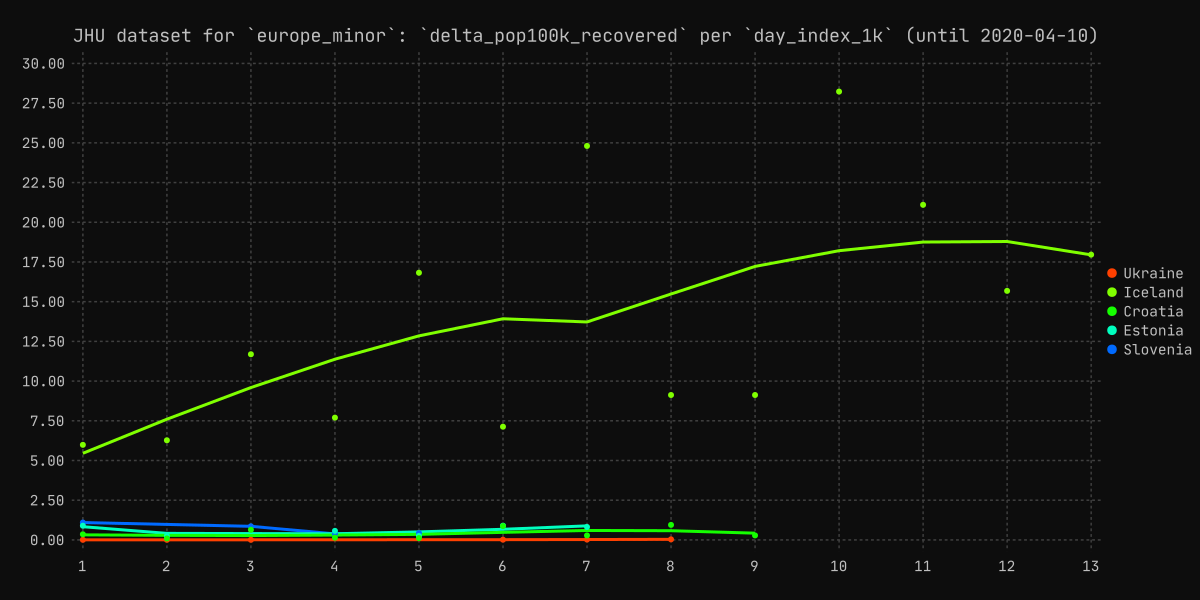 JHU dataset for `europe_minor`: `delta_pop100k_recovered` per `day_index_1k` (until 2020-04-10)
30.00
27.50
25.00
22.50
20.00
17.50
15.00
12.50
10.00
7.50
5.00
2.50
0.00
1 2 3 4 5 6 7 8 9 10 11 12 13
Ukraine
Iceland
Croatia
Estonia
Slovenia